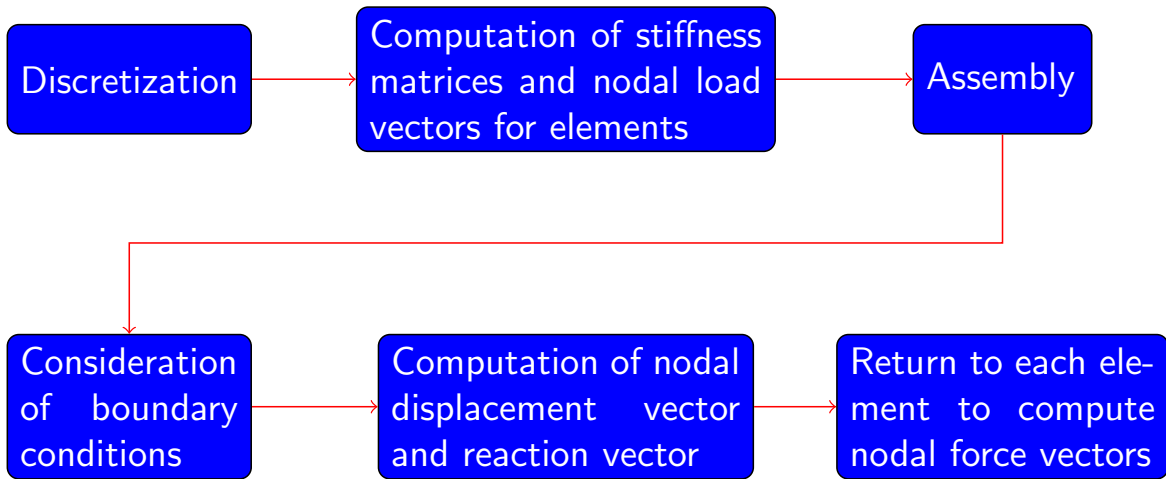 Discretization
Computation of stiffness
matrices and nodal load
vectors for elements
Assembly
Consideration
of boundary
conditions
Computation of nodal
displacement vector
and reaction vector
Return to each ele-
ment to compute
nodal force vectors